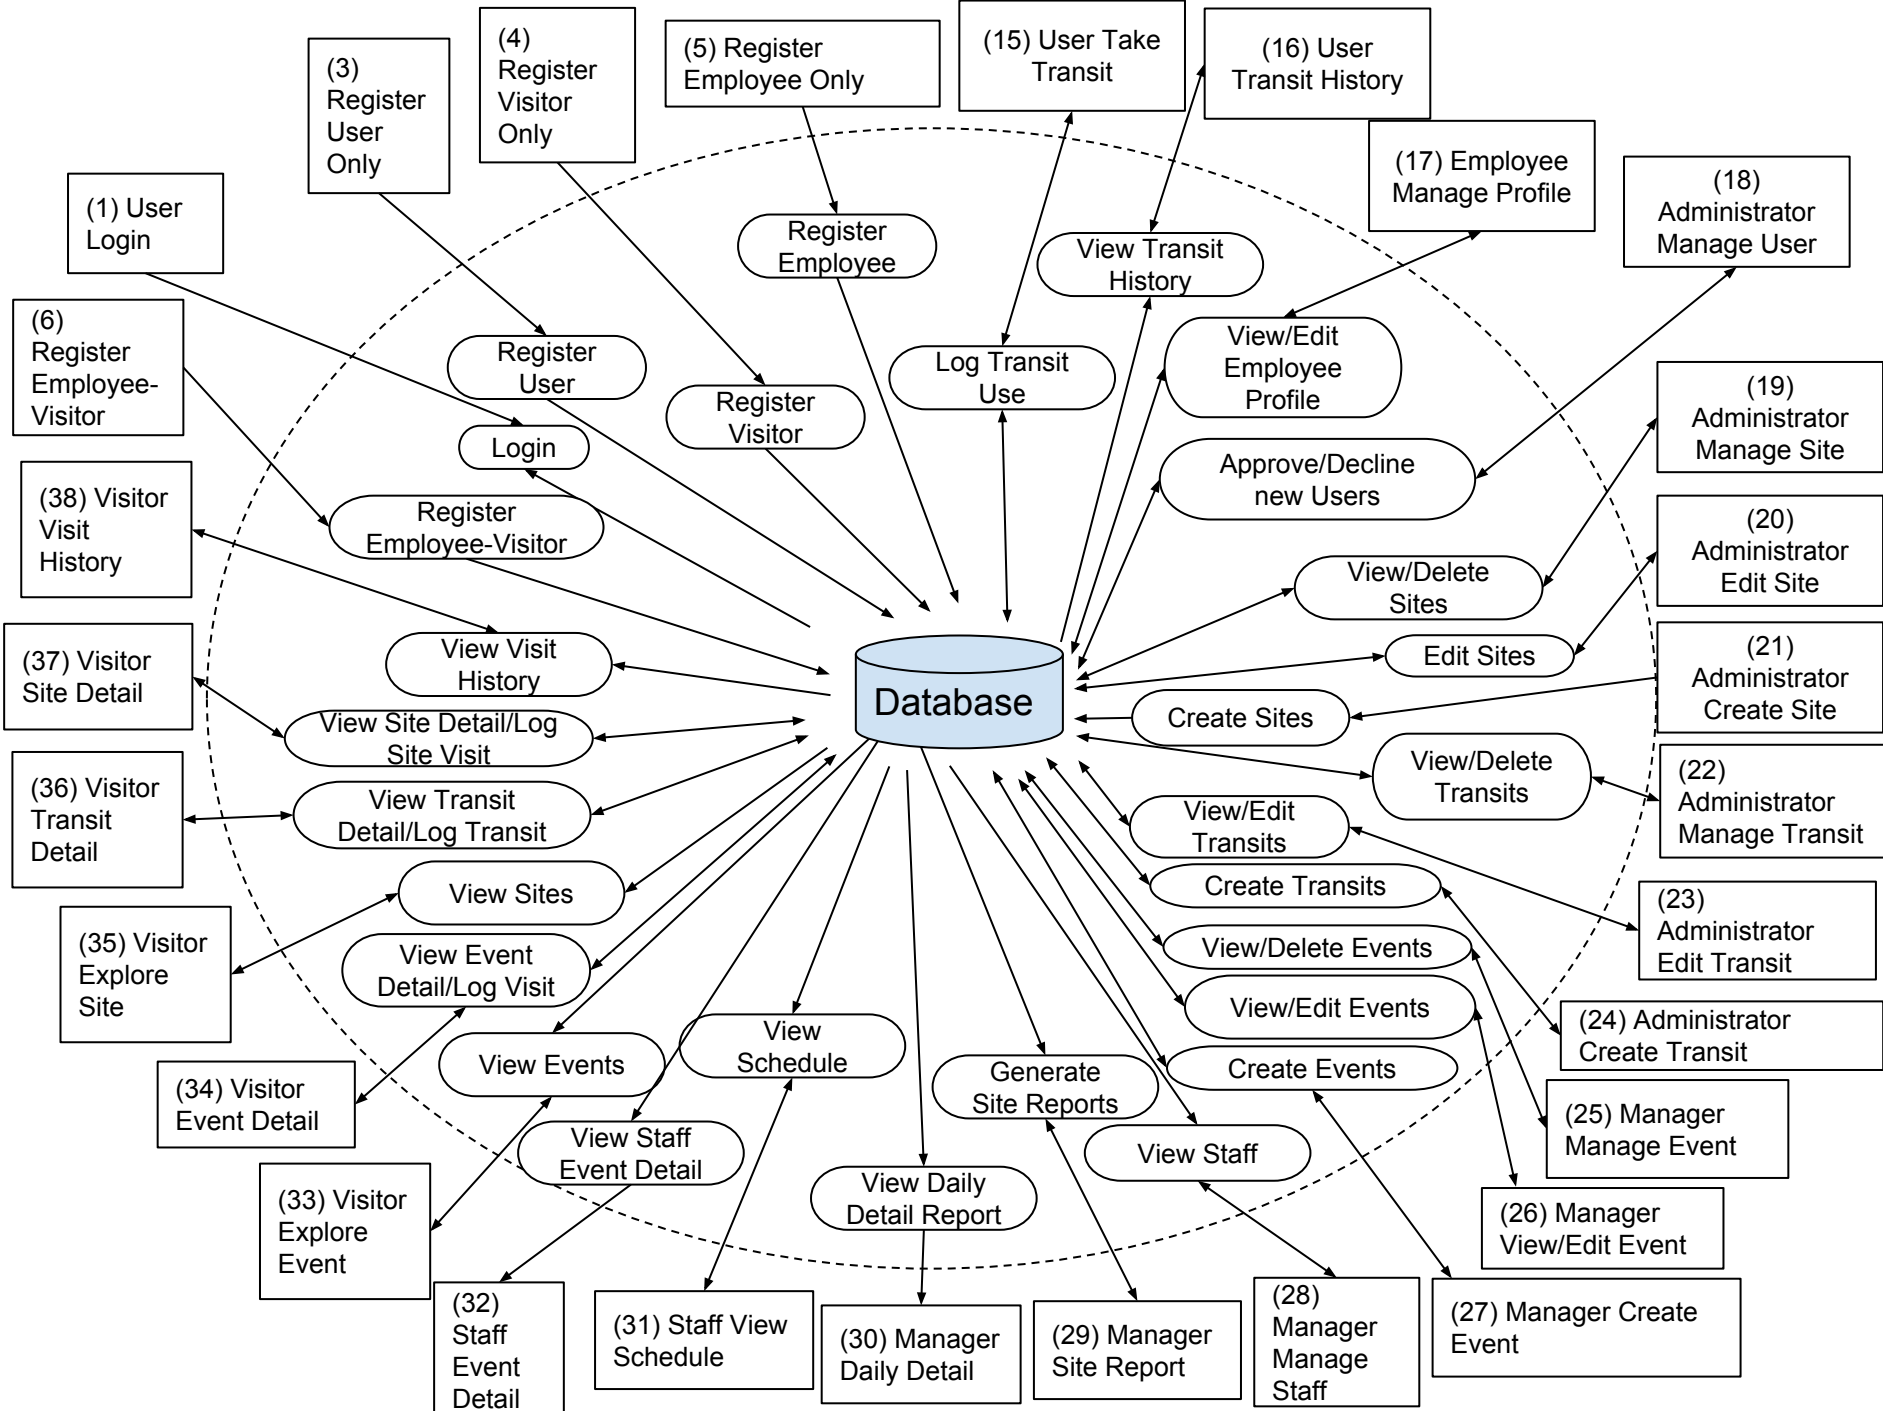 (4)
Register
Visitor
Only
(5) Register
Employee Only
(15) User Take
Transit
(16) User
Transit History
(3)
Register
User
Only
(17) Employee
Manage Profile
(18)
Administrator
Manage User
(1) User
Login
Register
Employee
View Transit
History
(6)
Register
Employee-
Visitor
Register
User
Log Transit
Use
View/Edit
Employee
Profile
(19)
Administrator
Manage Site
Register
Visitor
Login
Approve/Decline
new Users
(38) Visitor
Visit
History
Register
Employee-Visitor
(20)
Administrator
Edit Site
View/Delete
Sites
(37) Visitor
Site Detail
View Visit
History
Edit Sites
(21)
Administrator
Create Site
Database
Create Sites
View Site Detail/Log
Site Visit
View/Delete
Transits
(22)
Administrator
Manage Transit
(36) Visitor
Transit
Detail
View Transit
Detail/Log Transit
View/Edit
Transits
View Sites
Create Transits
(23)
Administrator
Edit Transit
(35) Visitor
Explore
Site
View Event
Detail/Log Visit
View/Delete Events
View/Edit Events
(24) Administrator
Create Transit
View Events
View
Schedule
Generate
Site Reports
Create Events
(34) Visitor
Event Detail
(25) Manager
Manage Event
View Staff
Event Detail
View Staff
View Daily
Detail Report
(33) Visitor
Explore
Event
(26) Manager
View/Edit Event
(32)
Staff
Event
Detail
(31) Staff View
Schedule
(30) Manager
Daily Detail
(29) Manager
Site Report
(28)
Manager
Manage
Staff
(27) Manager Create
Event